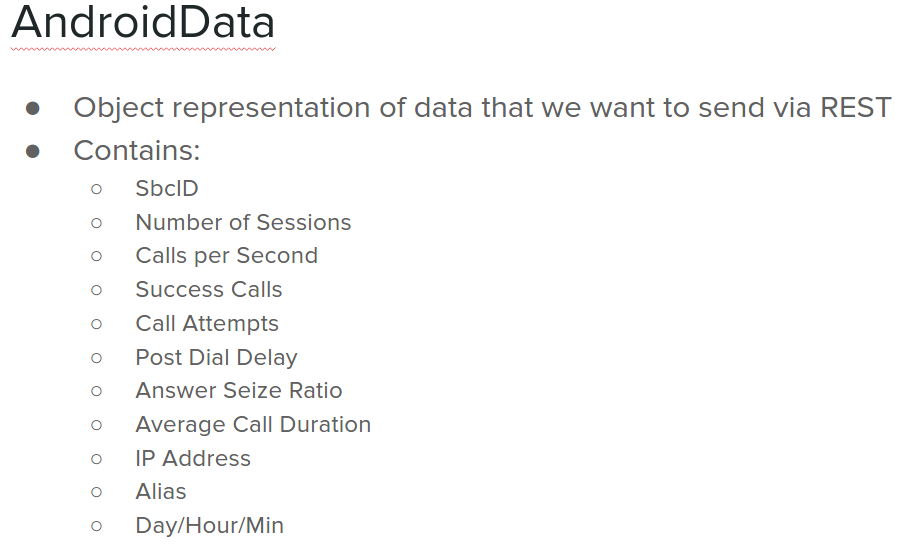 AndroidData
● Object representation of data that we want to send via REST
● Contains:
○ SbcID
○ Number of Sessions
○ Calls per Second
○ Success Calls
○ Call Attempts
○ Post Dial Delay
○ Answer Seize Ratio
○ Average Call Duration
○ IP Address
○ Alias
○ Day/Hour/Min